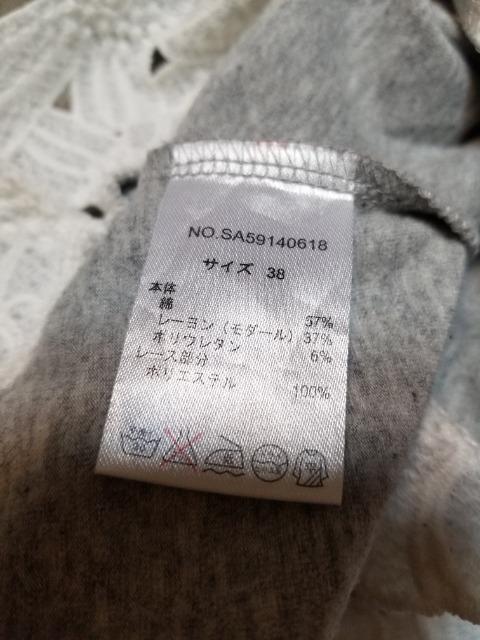 NO.SA59140618
サイズ 38
本体
綿 57%
レーヨン(モダール) 37%
ポリウレタン 6%
レース部分
ポリエステル 100%